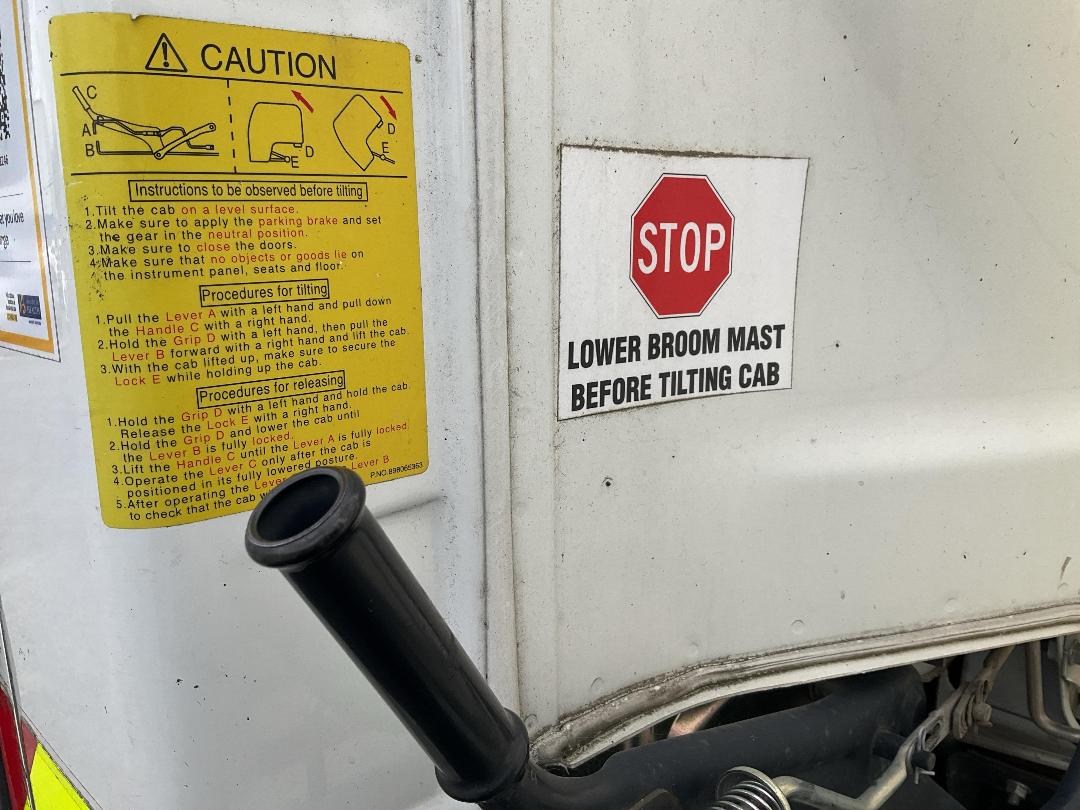 CAUTION
C
A
B
D
E
D
E
Instructions to be observed before tilting
1.Tilt the cab on a level surface.
2.Make sure to apply the parking brake and set
the gear in the neutral position.
3.Make sure to close the doors.
4.Make sure that no objects or goods lie on
the instrument panel, seats and floor.
Procedures for tilting
1.Pull the Lever A with a left hand and pull down
the Handle C with a right hand.
2.Hold the Grip D with a left hand, then pull the
Lever B forward with a right hand and lift the cab.
3.With the cab lifted up, make sure to secure the
Lock E while holding up the cab.
Procedures for releasing
1.Hold the Grip D with a left hand and hold the cab.
Release the Lock E with a right hand.
2.Hold the Grip D and lower the cab until
the Lever B is fully locked.
3.Lift the Handle C until the Lever A is fully locked
4.Operate the Lever C only after the cab is
positioned in its fully lowered posture.
5.After operating the Lever Lever B
to check that the cab
P.NO.898065363
STOP
LOWER BROOM MAST
BEFORE TILTING CAB